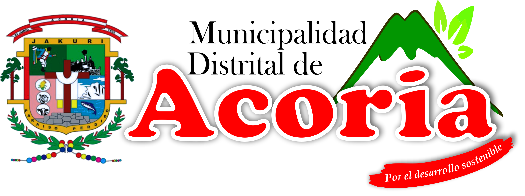 JAKURI
Municipalidad
Distrital de
Acoria
Por el desarrollo sostenible